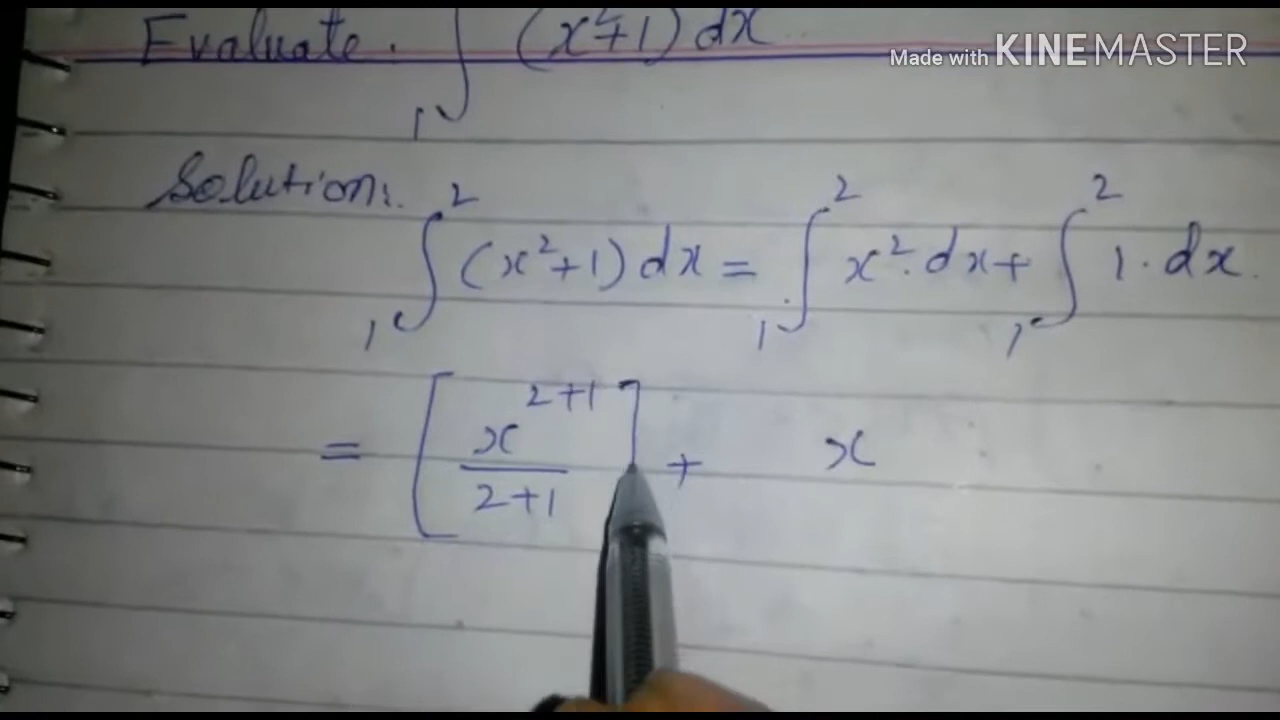 Evaluate. ∫₁ (x²+1) dx
Made with KINEMASTER
Solution:
∫₁² (x²+1) dx = ∫₁² x². dx + ∫₁² 1. dx
= [x^(2+1)/(2+1)] + x